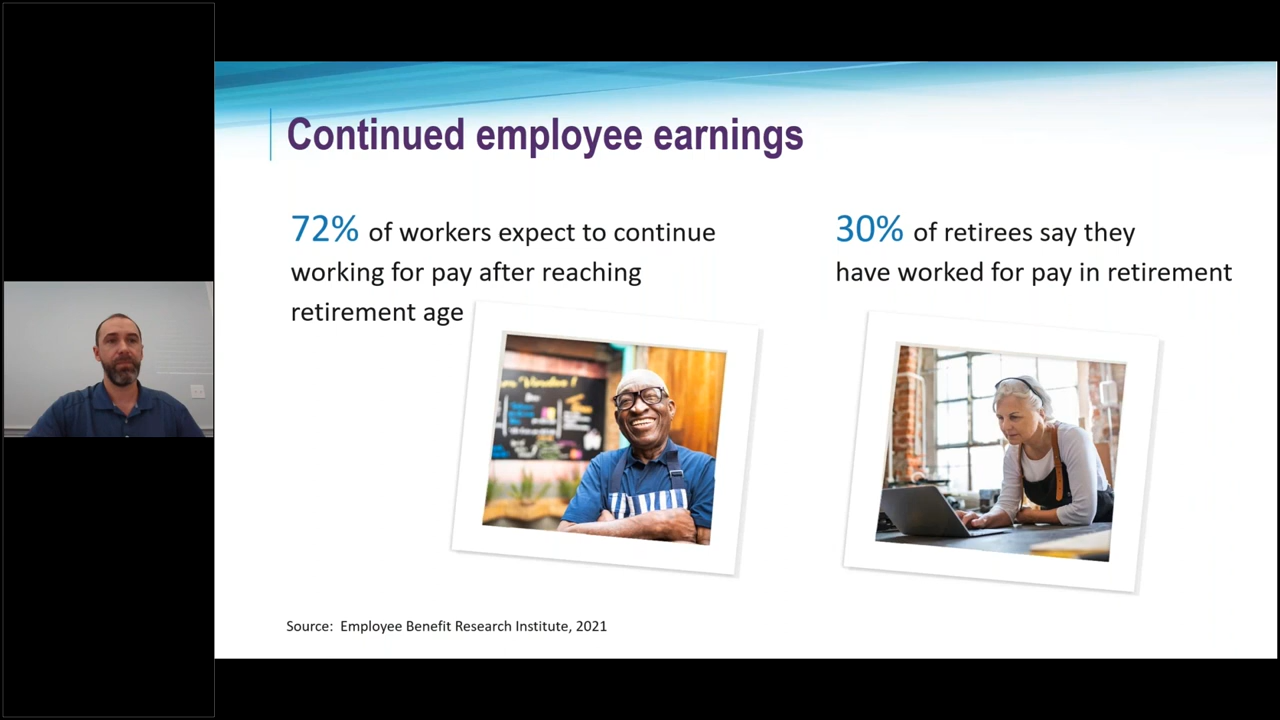 Continued employee earnings
72% of workers expect to continue
working for pay after reaching
retirement age
30% of retirees say they
have worked for pay in retirement
Source: Employee Benefit Research Institute, 2021